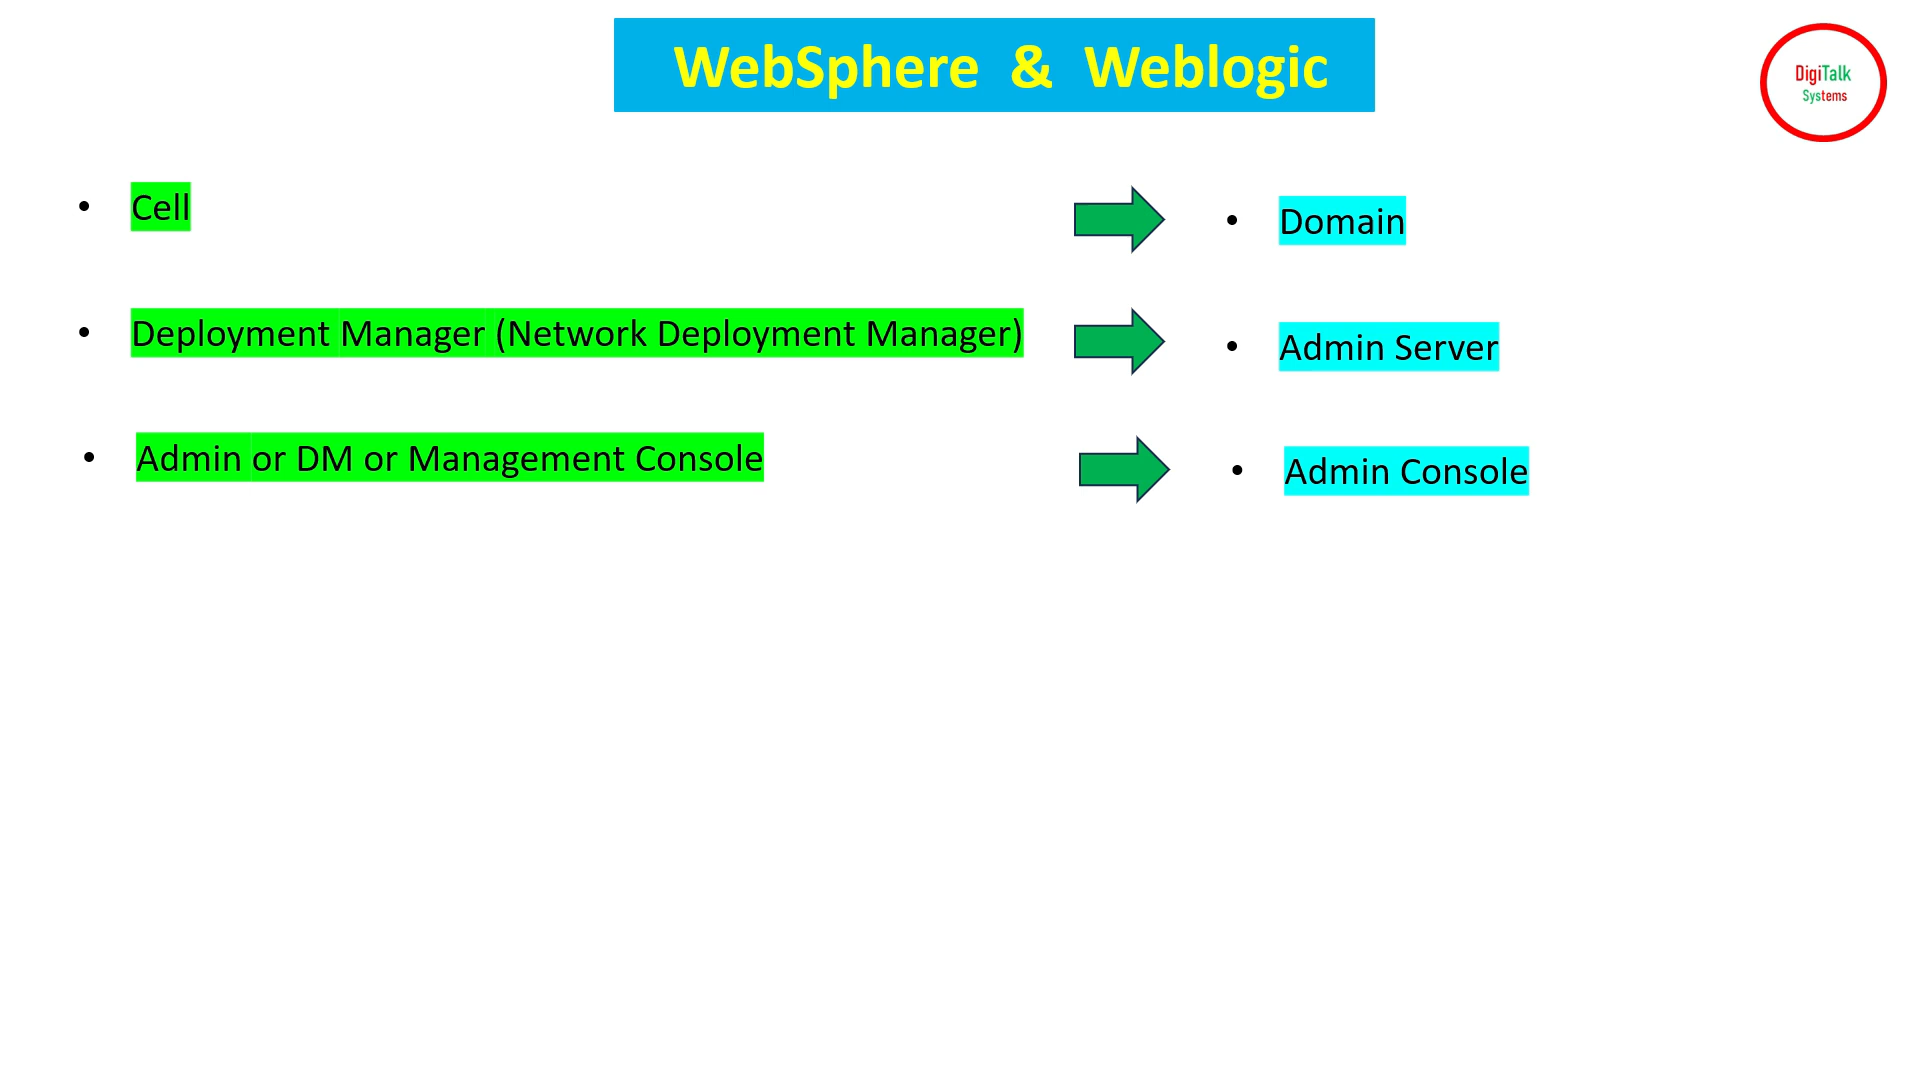 WebSphere & Weblogic
DigiTalk
Systems
• Cell
• Domain
• Deployment Manager (Network Deployment Manager)
• Admin Server
• Admin or DM or Management Console
• Admin Console